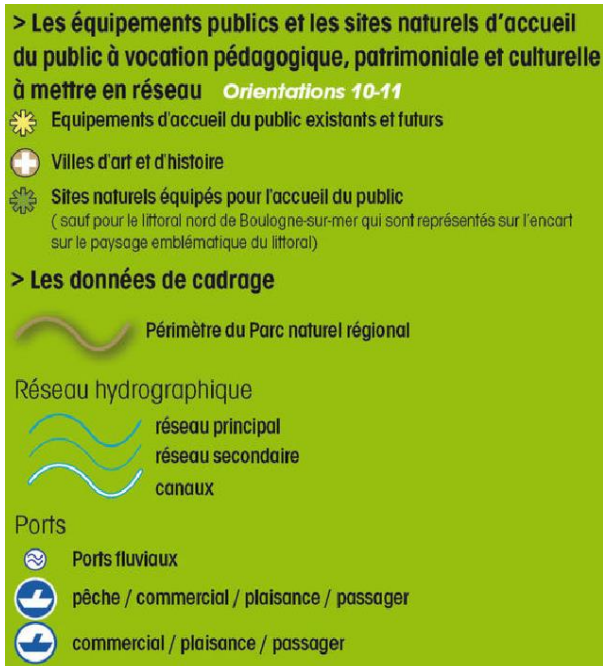 > Les équipements publics et les sites naturels d'accueil
du public à vocation pédagogique, patrimoniale et culturelle
à mettre en réseau Orientations 10-11
Equipements d'accueil du public existants et futurs
Villes d'art et d'histoire
Sites naturels équipés pour l'accueil du public
( sauf pour le littoral nord de Boulogne-sur-mer qui sont représentés sur l'encart
sur le paysage emblématique du littoral)
> Les données de cadrage
Périmètre du Parc naturel régional
Réseau hydrographique
réseau principal
réseau secondaire
canaux
Ports
Ports fluviaux
pêche / commercial / plaisance / passager
commercial / plaisance / passager